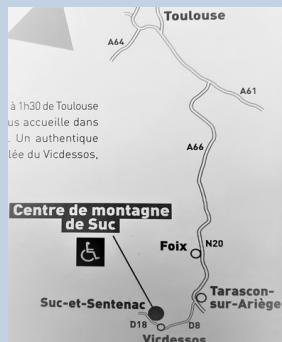 Toulouse
A64
A61
à 1h30 de Toulouse
us accueille dans
. Un authentique
lée du Vicdessos,
A66
Centre de montagne
de Suc
Foix
N20
Tarascon-
sur-Ariège
Suc-et-Sentenac
D18
D8
Vicdessos